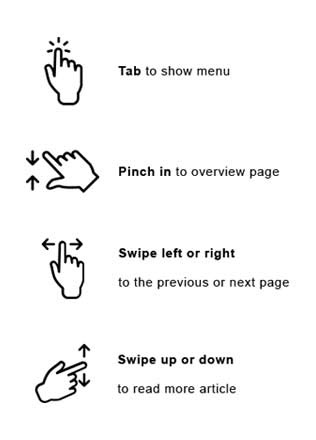 Tab to show menu
Pinch in to overview page
Swipe left or right
to the previous or next page
Swipe up or down
to read more article